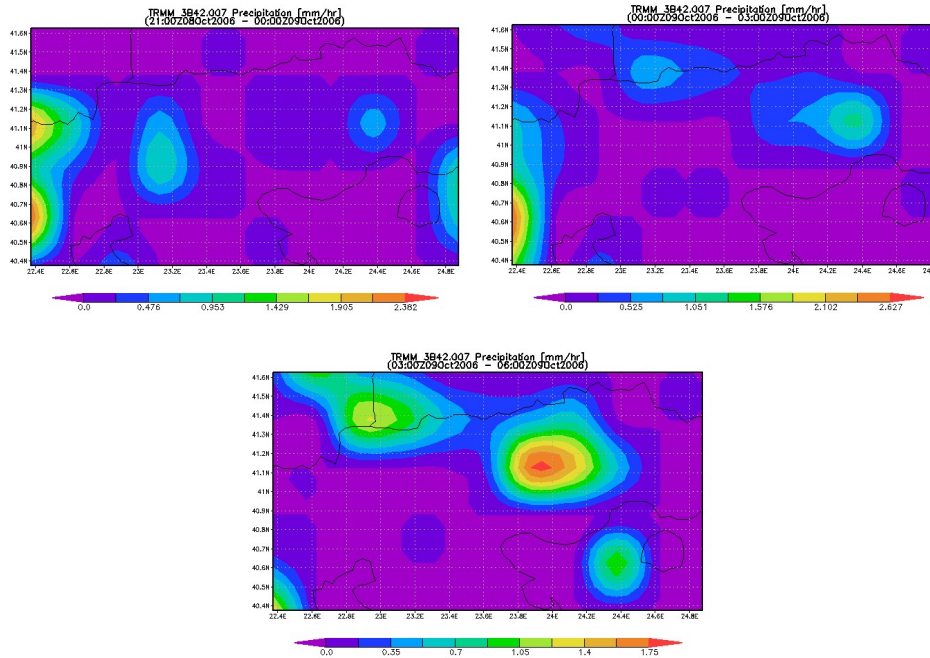 TRMM_3B42.007 Precipitation [mm/hr]
(21:00Z08Oct2006 - 00:00Z09Oct2006)
41.6N
41.5N
41.4N
41.3N
41.2N
41.1N
41N
40.9N
40.8N
40.7N
40.6N
40.5N
40.4N
22.4E 22.6E 22.8E 23E 23.2E 23.4E 23.6E 23.8E 24E 24.2E 24.4E 24.6E 24.8E
0.0 0.476 0.953 1.429 1.905 2.382
TRMM_3B42.007 Precipitation [mm/hr]
(00:00Z09Oct2006 - 03:00Z09Oct2006)
41.6N
41.5N
41.4N
41.3N
41.2N
41.1N
41N
40.9N
40.8N
40.7N
40.6N
40.5N
40.4N
22.4E 22.6E 22.8E 23E 23.2E 23.4E 23.6E 23.8E 24E 24.2E 24.4E 24.6E
0.0 0.525 1.051 1.576 2.102 2.627
TRMM_3B42.007 Precipitation [mm/hr]
(03:00Z09Oct2006 - 06:00Z09Oct2006)
41.6N
41.5N
41.4N
41.3N
41.2N
41.1N
41N
40.9N
40.8N
40.7N
40.6N
40.5N
40.4N
22.4E 22.6E 22.8E 23E 23.2E 23.4E 23.6E 23.8E 24E 24.2E 24.4E 24.6E 24.8E
0.0 0.35 0.7 1.05 1.4 1.75